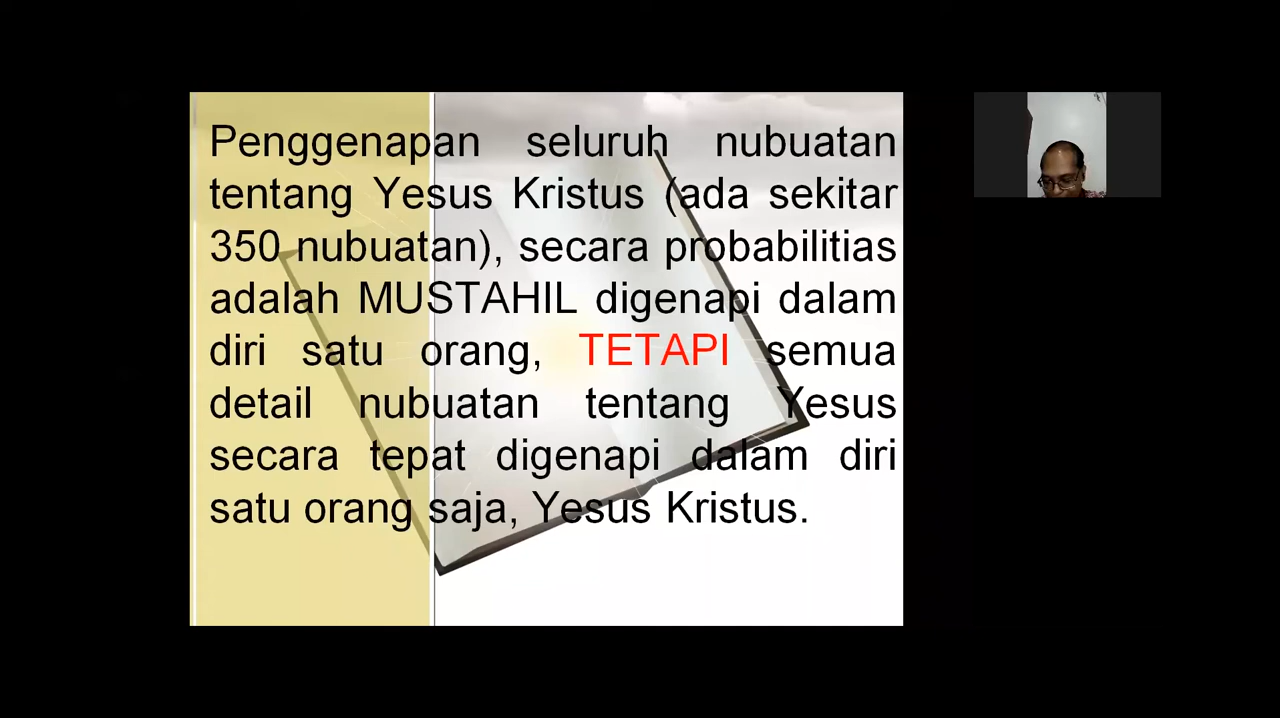 Penggenapan seluruh nubuatan
tentang Yesus Kristus (ada sekitar
350 nubuatan), secara probabilitias
adalah MUSTAHIL digenapi dalam
diri satu orang, TETAPI semua
detail nubuatan tentang Yesus
secara tepat digenapi dalam diri
satu orang saja, Yesus Kristus.